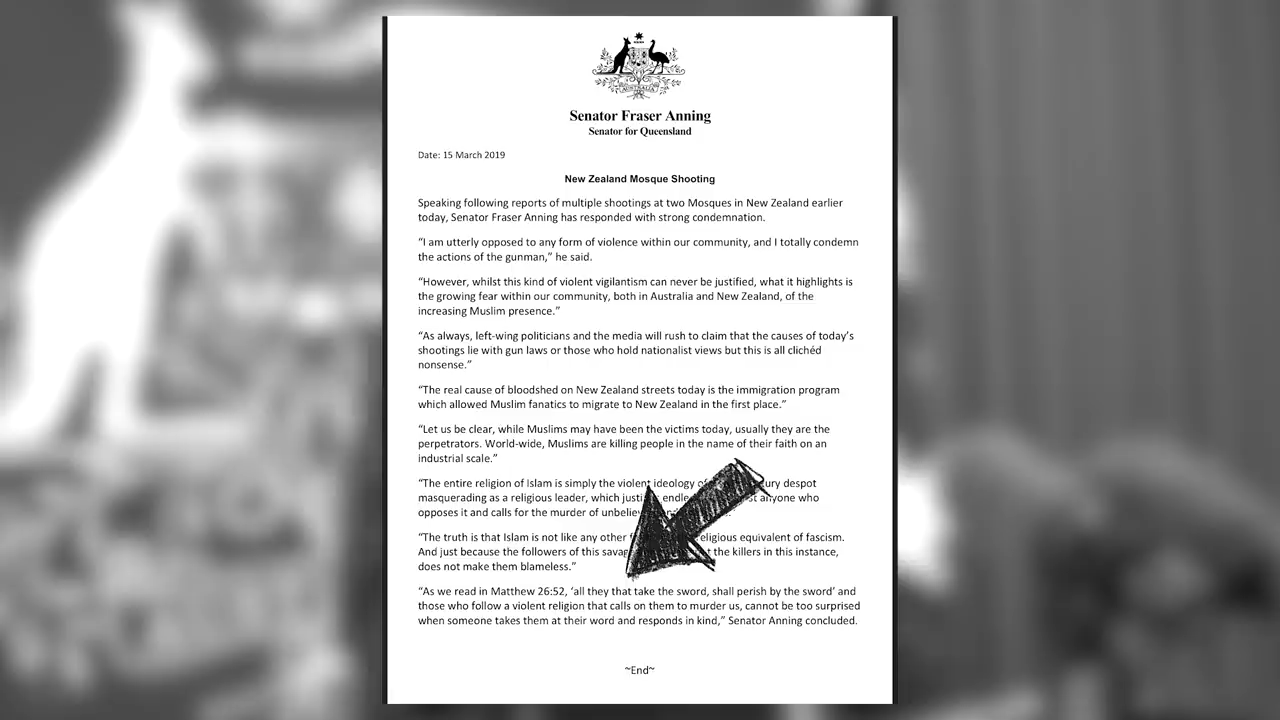 AUSTRALIA
Senator Fraser Anning
Senator for Queensland
Date: 15 March 2019
New Zealand Mosque Shooting
Speaking following reports of multiple shootings at two Mosques in New Zealand earlier
today, Senator Fraser Anning has responded with strong condemnation.
“I am utterly opposed to any form of violence within our community, and I totally condemn
the actions of the gunman,” he said.
“However, whilst this kind of violent vigilantism can never be justified, what it highlights is
the growing fear within our community, both in Australia and New Zealand, of the
increasing Muslim presence.”
“As always, left-wing politicians and the media will rush to claim that the causes of today’s
shootings lie with gun laws or those who hold nationalist views but this is all clichéd
nonsense.”
“The real cause of bloodshed on New Zealand streets today is the immigration program
which allowed Muslim fanatics to migrate to New Zealand in the first place.”
“Let us be clear, while Muslims may have been the victims today, usually they are the
perpetrators. World-wide, Muslims are killing people in the name of their faith on an
industrial scale.”
“The entire religion of Islam is simply the violent ideology despot
masquerading as a religious leader, which anyone who
opposes it and calls for the murder of
“The truth is that Islam is not like any other religious equivalent of fascism.
And just because the followers of this the killers in this instance,
does not make them blameless.”
“As we read in Matthew 26:52, ‘all they that take the sword, shall perish by the sword’ and
those who follow a violent religion that calls on them to murder us, cannot be too surprised
when someone takes them at their word and responds in kind,” Senator Anning concluded.
~End~